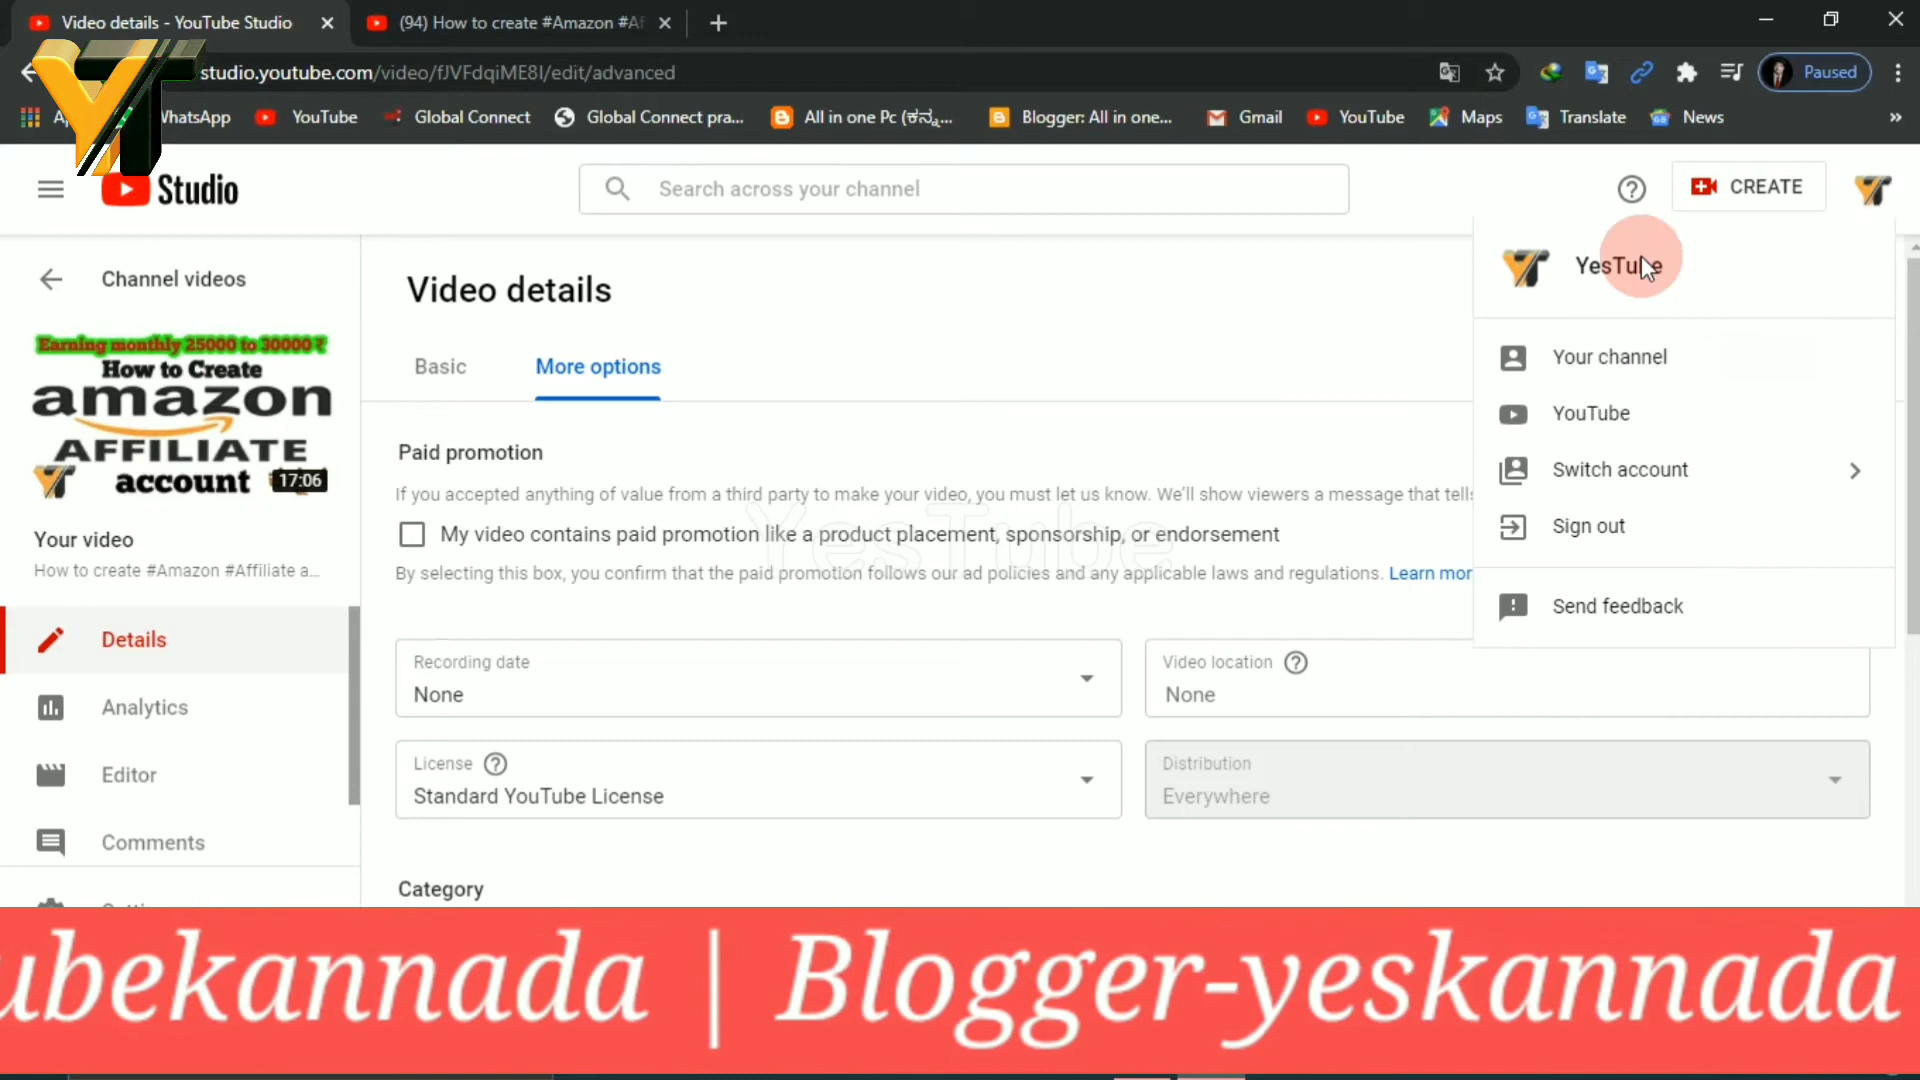 Video details - YouTube Studio
(94) How to create #Amazon #Af
studio.youtube.com/video/fJVFdqiME8I/edit/advanced
Paused
WhatsApp
YouTube
Global Connect
Global Connect pra...
All in one Pc (ಕನ್ನ...
Blogger: All in one...
Gmail
YouTube
Maps
Translate
News
»
YT
Studio
Search across your channel
CREATE
YT
YT
YesTube
Channel videos
Video details
Earning monthly 25000 to 30000 ₹
How to Create
amazon
AFFILIATE
account
YT
17:06
Basic
More options
Your channel
YouTube
Switch account
Sign out
Send feedback
Paid promotion
If you accepted anything of value from a third party to make your video, you must let us know. We'll show viewers a message that tells
My video contains paid promotion like a product placement, sponsorship, or endorsement
By selecting this box, you confirm that the paid promotion follows our ad policies and any applicable laws and regulations. Learn mor
YesTube
Your video
How to create #Amazon #Affiliate a...
Details
Analytics
Editor
Comments
Recording date
None
Video location
None
License
Standard YouTube License
Distribution
Everywhere
Category
ubekannada | Blogger-yeskannada